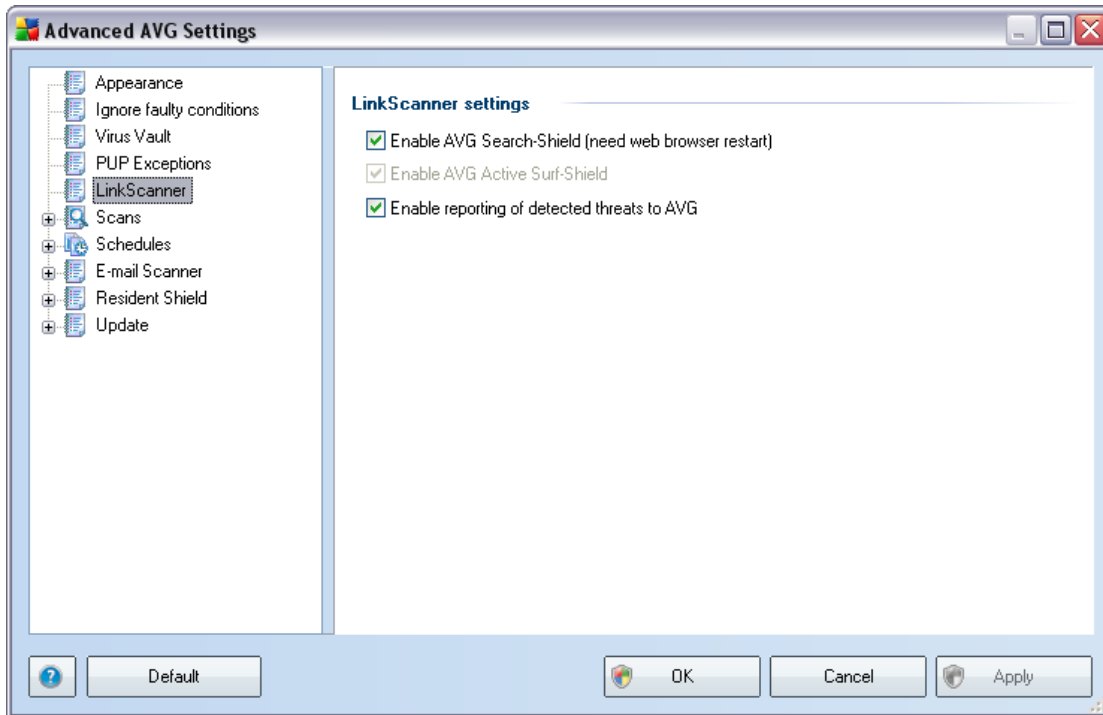 Advanced AVG Settings
Appearance
Ignore faulty conditions
Virus Vault
PUP Exceptions
LinkScanner
Scans
Schedules
E-mail Scanner
Resident Shield
Update
LinkScanner settings
Enable AVG Search-Shield (need web browser restart)
Enable AVG Active Surf-Shield
Enable reporting of detected threats to AVG
? Default OK Cancel Apply